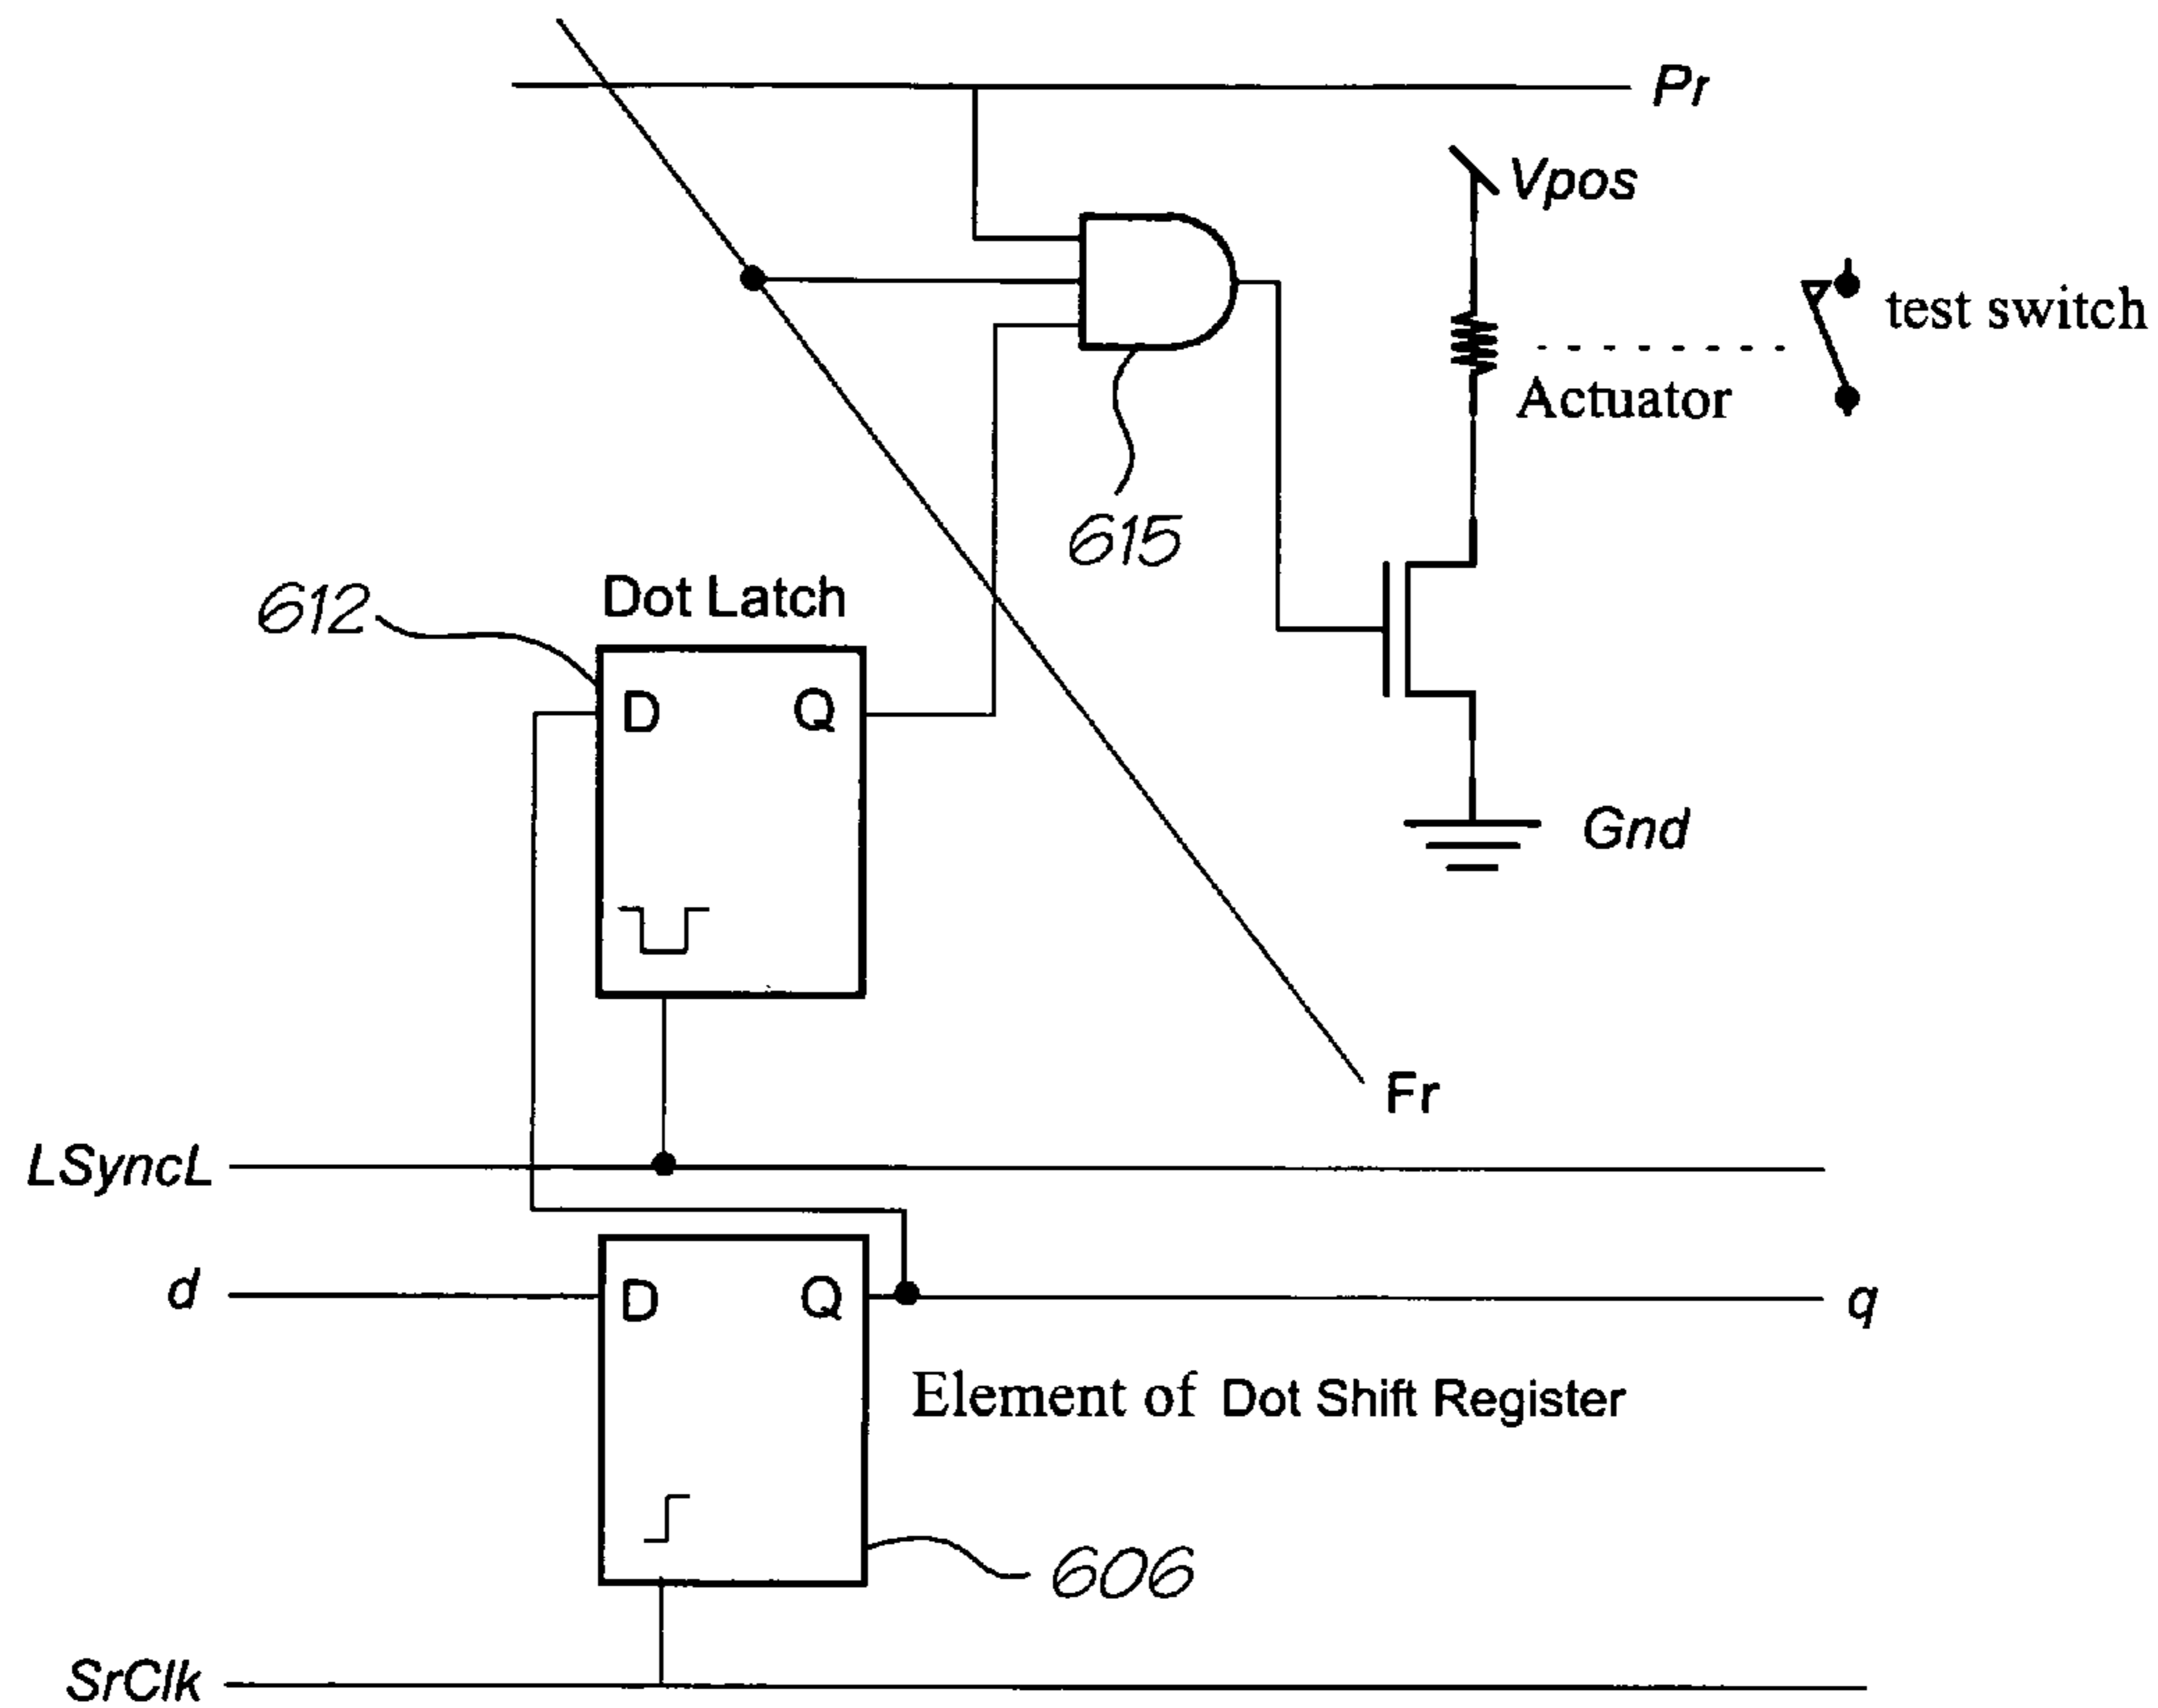 Pr
Vpos
test switch
Actuator
615
612
Dot Latch
D Q
Gnd
Fr
LSyncL
d
D Q
q
Element of Dot Shift Register
606
SrClk